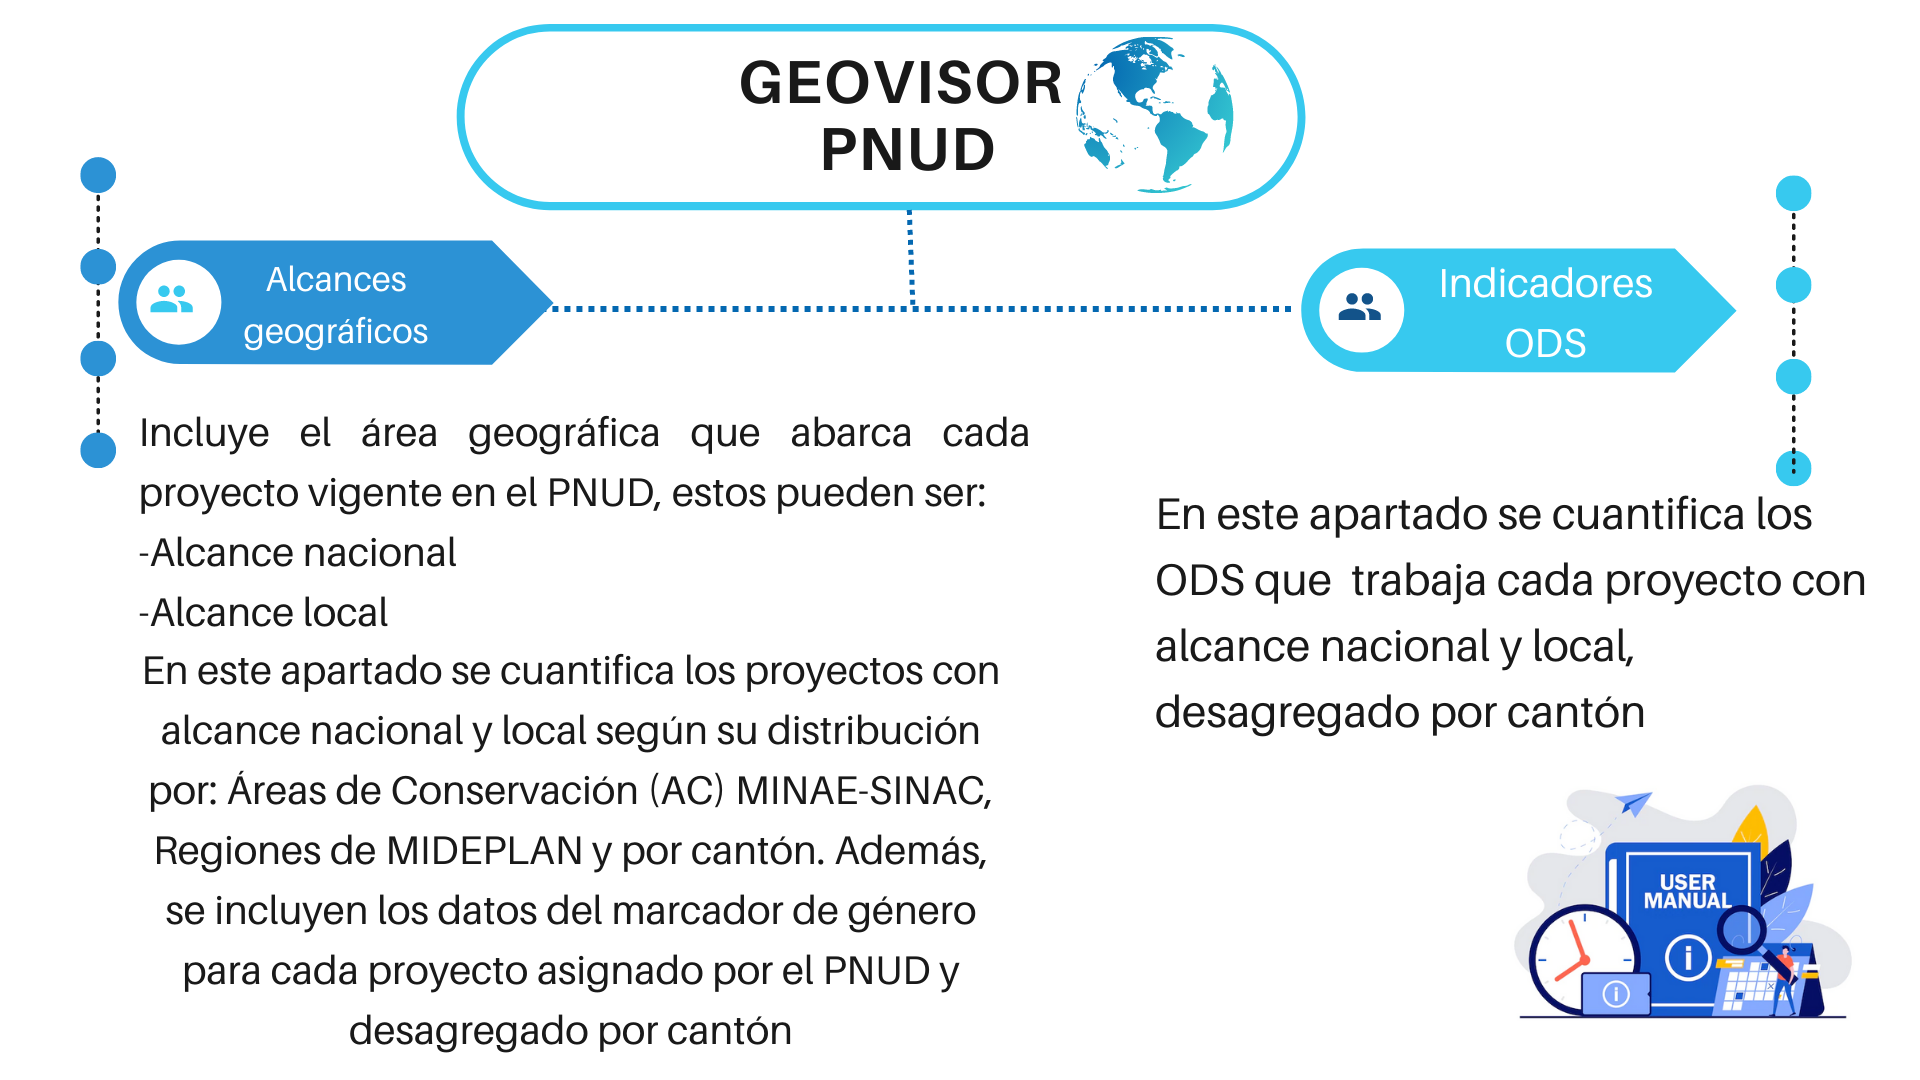 GEOVISOR
PNUD
Alcances
geográficos
Indicadores
ODS
Incluye el área geográfica que abarca cada
proyecto vigente en el PNUD, estos pueden ser:
-Alcance nacional
-Alcance local
En este apartado se cuantifica los proyectos con
alcance nacional y local según su distribución
por: Áreas de Conservación (AC) MINAE-SINAC,
Regiones de MIDEPLAN y por cantón. Además,
se incluyen los datos del marcador de género
para cada proyecto asignado por el PNUD y
desagregado por cantón
En este apartado se cuantifica los
ODS que  trabaja cada proyecto con
alcance nacional y local,
desagregado por cantón
USER
MANUAL
i
i